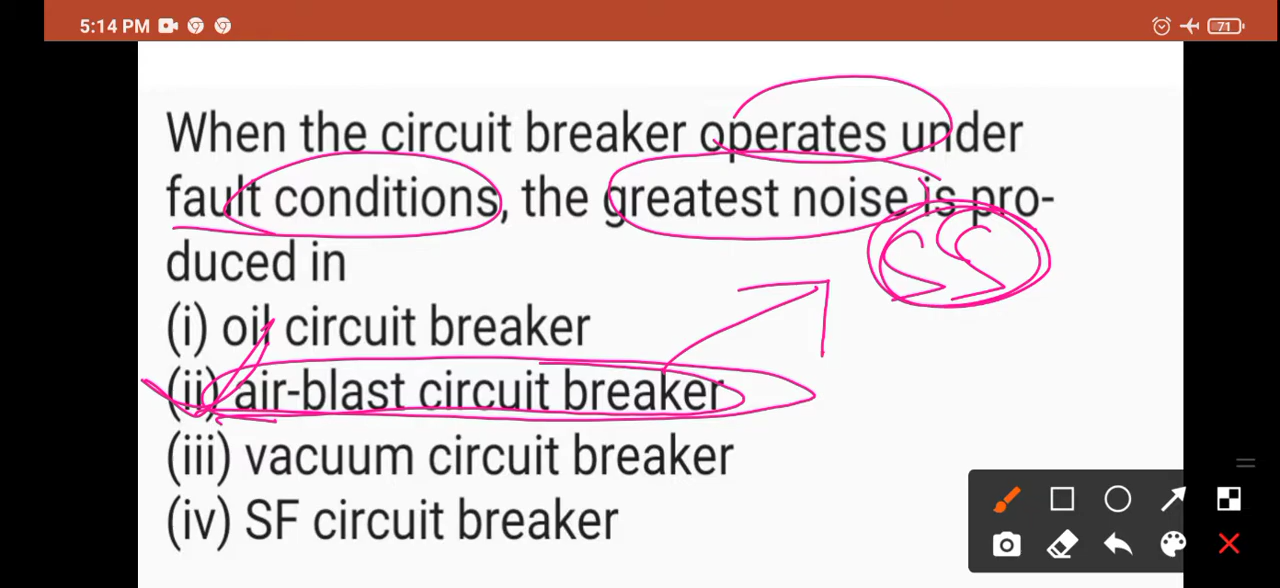 5:14 PM
71
When the circuit breaker operates under
fault conditions, the greatest noise is pro-
duced in
(i) oil circuit breaker
(ii) air-blast circuit breaker
(iii) vacuum circuit breaker
(iv) SF circuit breaker